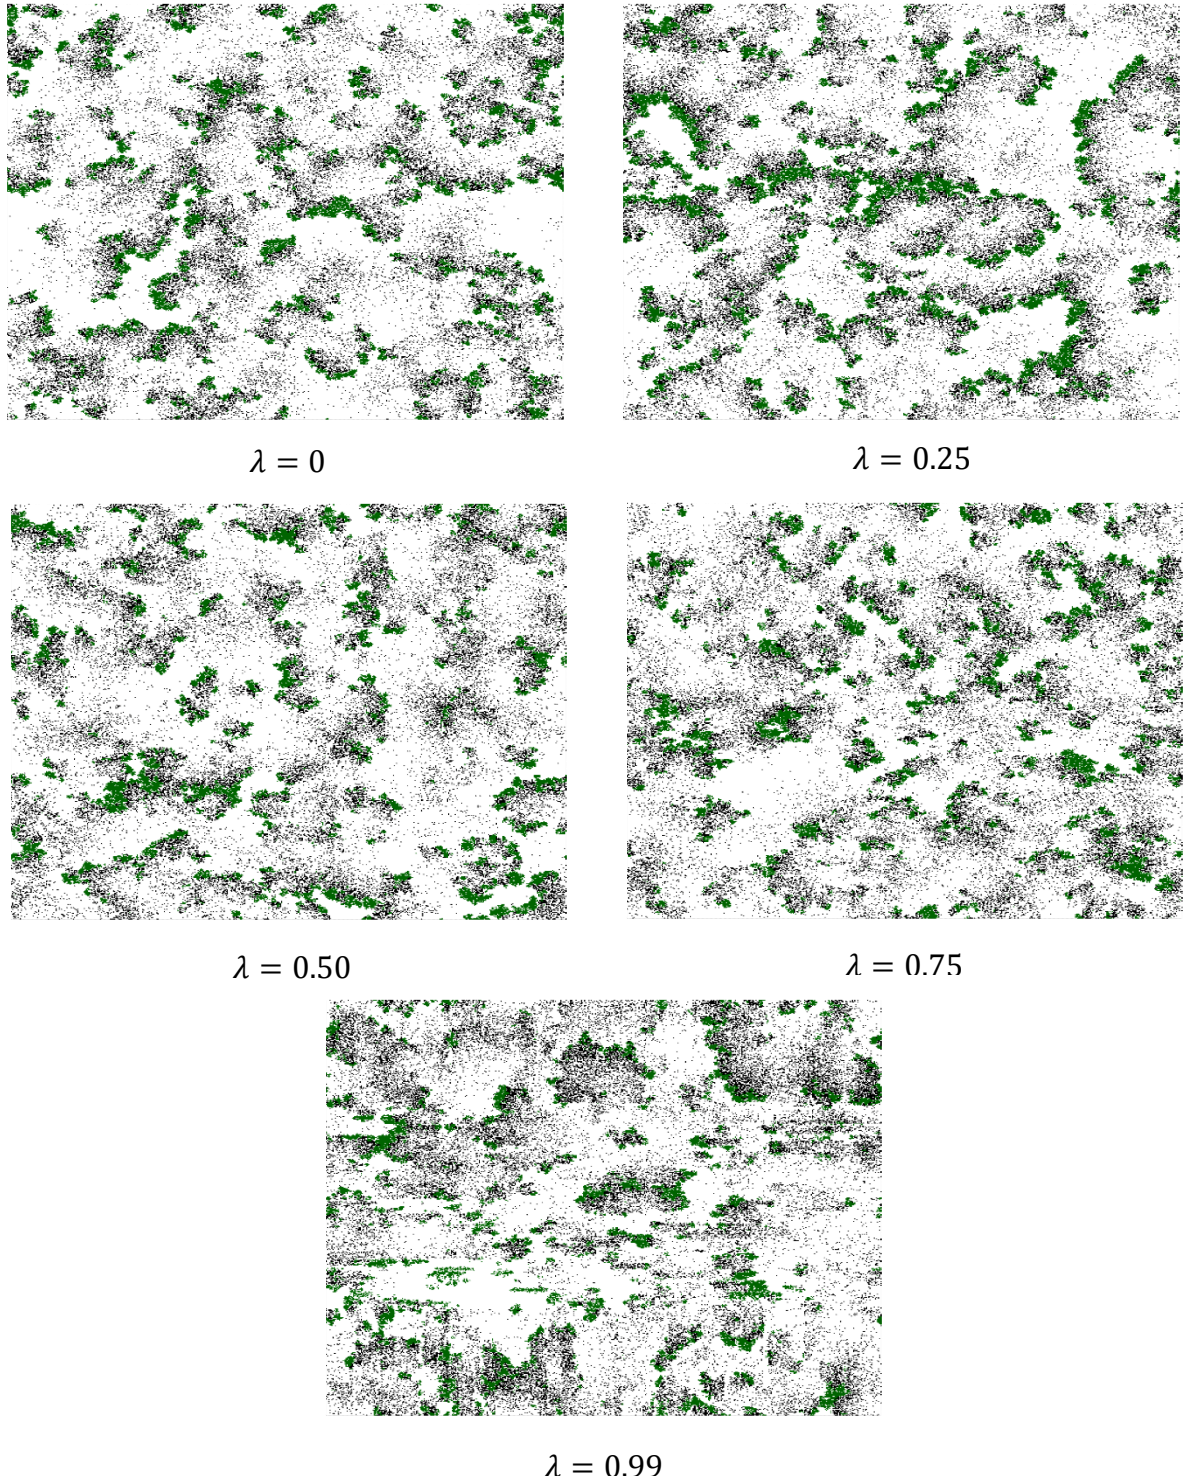 λ = 0
λ = 0.25
λ = 0.50
λ = 0.75
λ = 0.99